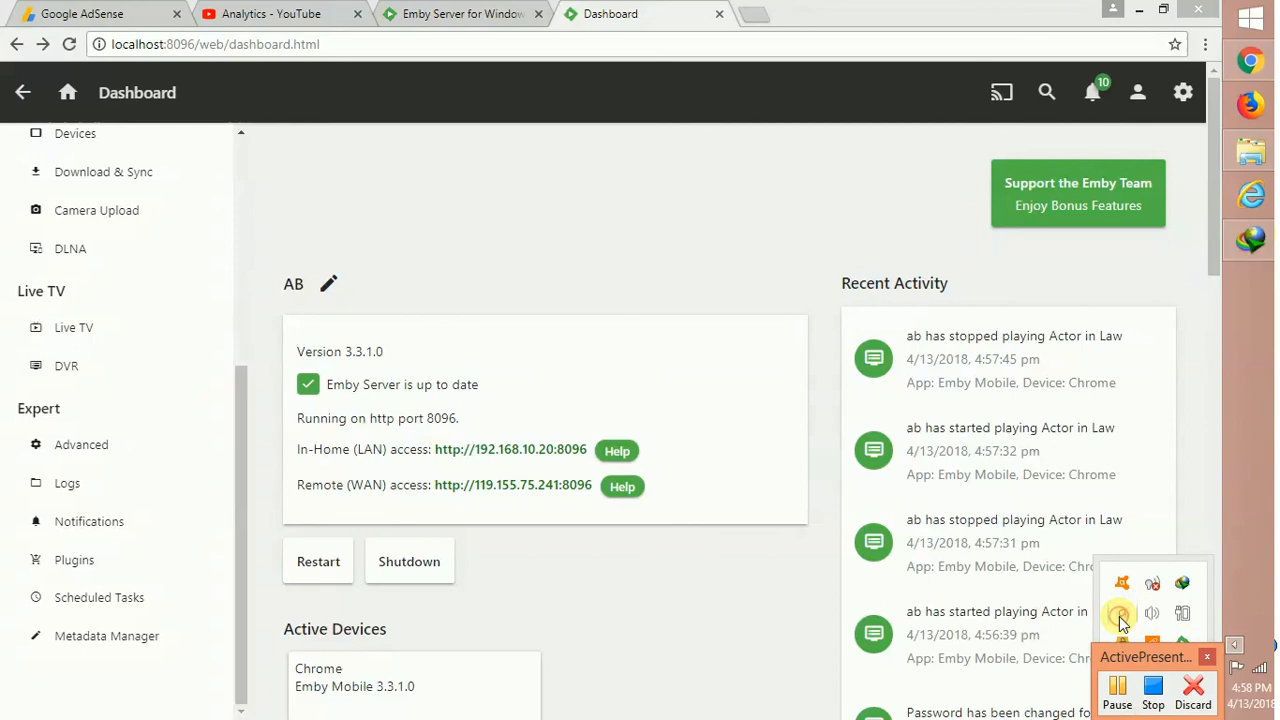 Google AdSense
Analytics - YouTube
Emby Server for Window
Dashboard
localhost:8096/web/dashboard.html
Dashboard
10
Devices
Download & Sync
Camera Upload
DLNA
Live TV
Live TV
DVR
Expert
Advanced
Logs
Notifications
Plugins
Scheduled Tasks
Metadata Manager
Support the Emby Team
Enjoy Bonus Features
AB
Version 3.3.1.0
Emby Server is up to date
Running on http port 8096.
In-Home (LAN) access: http://192.168.10.20:8096 Help
Remote (WAN) access: http://119.155.75.241:8096 Help
Restart
Shutdown
Active Devices
Chrome
Emby Mobile 3.3.1.0
Recent Activity
ab has stopped playing Actor in Law
4/13/2018, 4:57:45 pm
App: Emby Mobile, Device: Chrome
ab has started playing Actor in Law
4/13/2018, 4:57:32 pm
App: Emby Mobile, Device: Chrome
ab has stopped playing Actor in Law
4/13/2018, 4:57:31 pm
App: Emby Mobile, Device: Chro
ab has started playing Actor in
4/13/2018, 4:56:39 pm
App: Emby Mobile, Device: Chr
Password has been changed fo
ActivePresent...
Pause
Stop
Discard
4:58 PM
4/13/2018